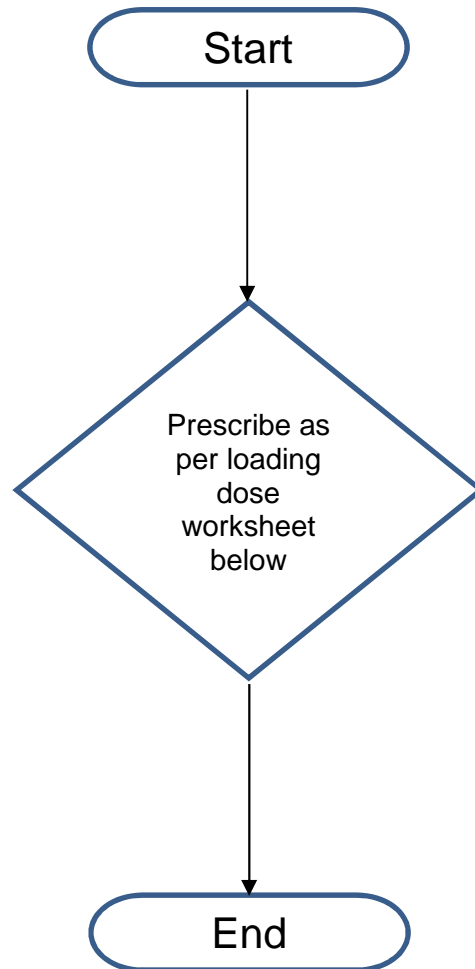 Start
Prescribe as
per loading
dose
worksheet
below
End